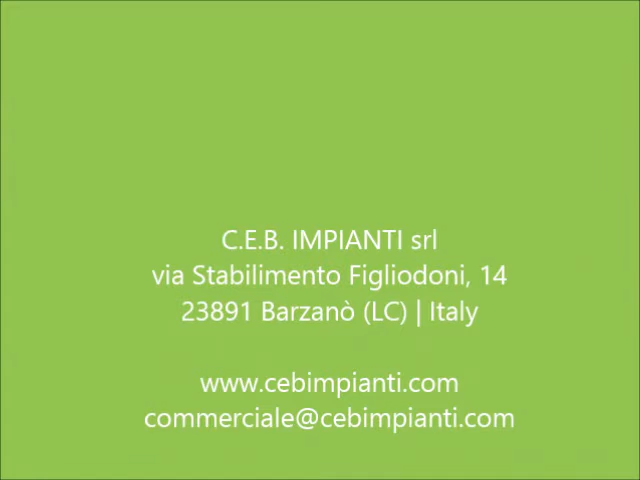 C.E.B. IMPIANTI srl
via Stabilimento Figliodoni, 14
23891 Barzanò (LC) | Italy
www.cebimpianti.com
commerciale@cebimpianti.com